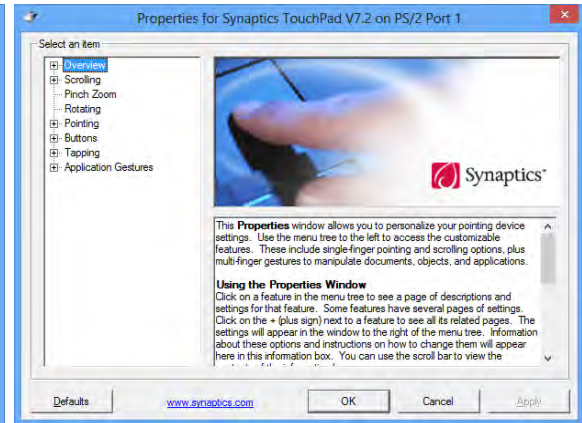 Properties for Synaptics TouchPad V7.2 on PS/2 Port 1
Select an item
Overview
Scrolling
Pinch Zoom
Rotating
Pointing
Buttons
Tapping
Application Gestures
Synaptics
This Properties window allows you to personalize your pointing device
settings. Use the menu tree to the left to access the customizable
features. These include single-finger pointing and scrolling options, plus
multi-finger gestures to manipulate documents, objects, and applications.
Using the Properties Window
Click on a feature in the menu tree to see a page of descriptions and
settings for that feature. Some features have several pages of settings.
Click on the + (plus sign) next to a feature to see all its related pages. The
settings will appear in the window to the right of the menu tree. Information
about these options and instructions on how to change them will appear
here in this information box. You can use the scroll bar to view the
Defaults
www.synaptics.com
OK
Cancel
Apply